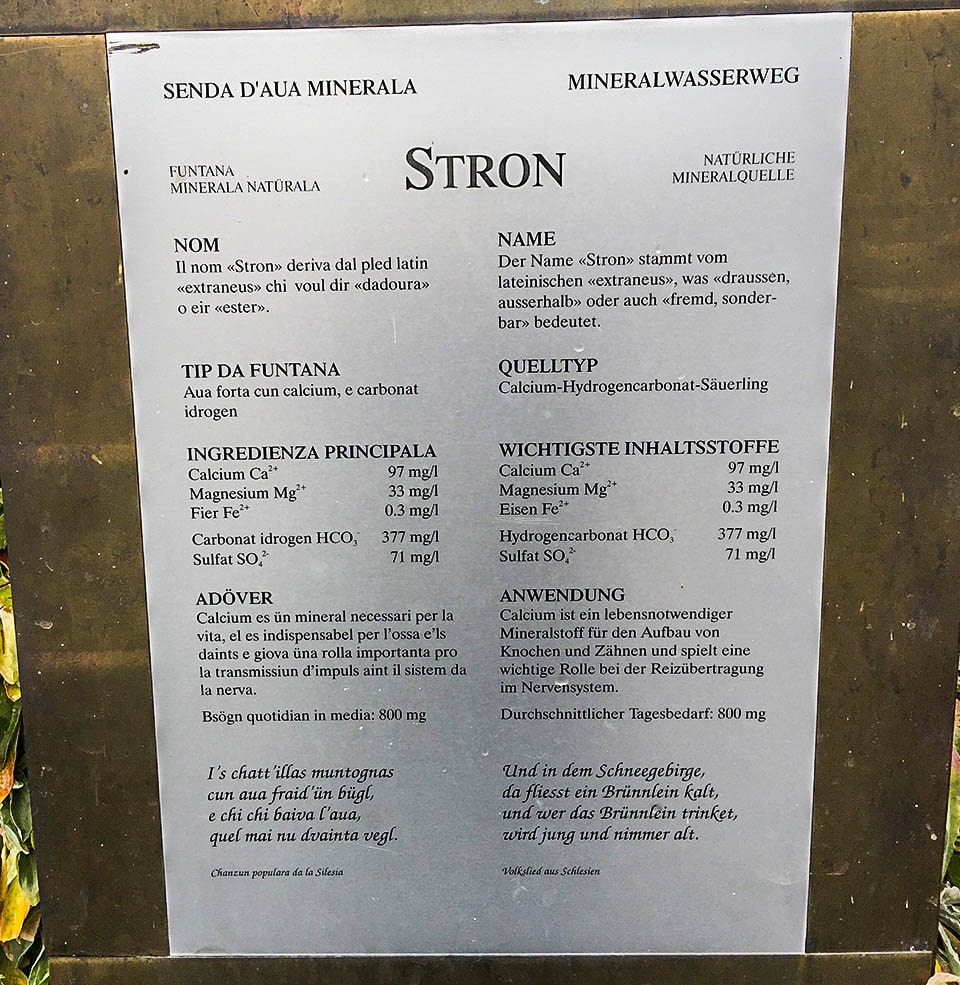 SENDA D'AUA MINERALA
MINERALWASSERWEG
FUNTANA
MINERALA NATÜRALA
STRON
NATÜRLICHE
MINERALQUELLE
NOM
Il nom «Stron» deriva dal pled latin
«extraneus» chi voul dir «dadoura»
o eir «ester».
TIP DA FUNTANA
Aua forta cun calcium, e carbonat
idrogen
INGREDIENZA PRINCIPALA
Calcium Ca²⁺ 97 mg/l
Magnesium Mg²⁺ 33 mg/l
Fier Fe²⁺ 0.3 mg/l
Carbonat idrogen HCO₃⁻ 377 mg/l
Sulfat SO₄²⁻ 71 mg/l
ADÖVER
Calcium es ün mineral necessari per la
vita, el es indispensabel per l'ossa e'ls
daints e giova üna rolla importanta pro
la transmissiun d'impuls aint il sistem da
la nerva.
Bsögn quotidian in media: 800 mg
I's chatt'illas muntognas
cun aua fraid'ün bügl,
e chi chi baiva l'aua,
quel mai nu dvainta vegl.
Chanzun populara da la Silesia
NAME
Der Name «Stron» stammt vom
lateinischen «extraneus», was «draussen,
ausserhalb» oder auch «fremd, sonder-
bar» bedeutet.
QUELLTYP
Calcium-Hydrogencarbonat-Säuerling
WICHTIGSTE INHALTSSTOFFE
Calcium Ca²⁺ 97 mg/l
Magnesium Mg²⁺ 33 mg/l
Eisen Fe²⁺ 0.3 mg/l
Hydrogencarbonat HCO₃⁻ 377 mg/l
Sulfat SO₄²⁻ 71 mg/l
ANWENDUNG
Calcium ist ein lebensnotwendiger
Mineralstoff für den Aufbau von
Knochen und Zähnen und spielt eine
wichtige Rolle bei der Reizübertragung
im Nervensystem.
Durchschnittlicher Tagesbedarf: 800 mg
Und in dem Schneegebirge,
da fliesst ein Brünnlein kalt,
und wer das Brünnlein trinket,
wird jung und nimmer alt.
Volkslied aus Schlesien